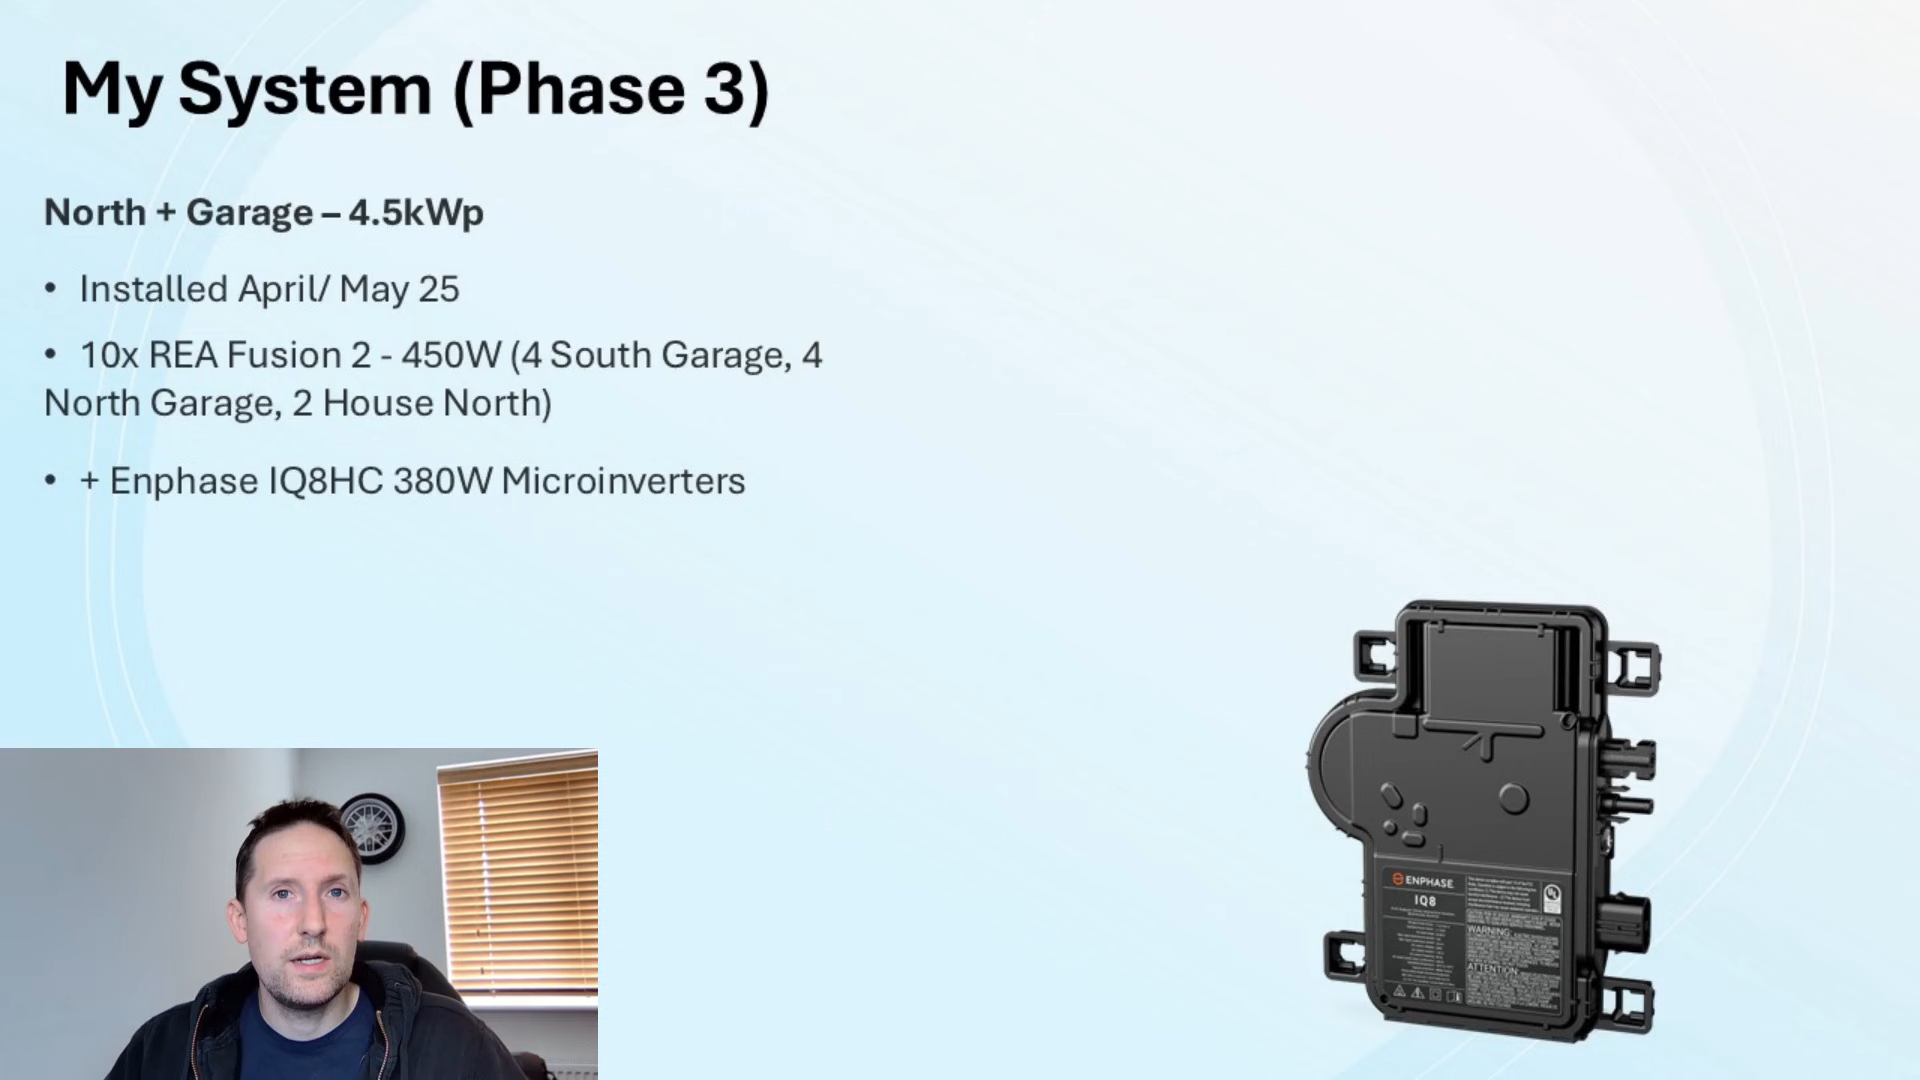 My System (Phase 3)
North + Garage – 4.5kWp
• Installed April/ May 25
• 10x REA Fusion 2 - 450W (4 South Garage, 4
North Garage, 2 House North)
• + Enphase IQ8HC 380W Microinverters
ENPHASE
IQ8
WARNING:
ATTENTION: